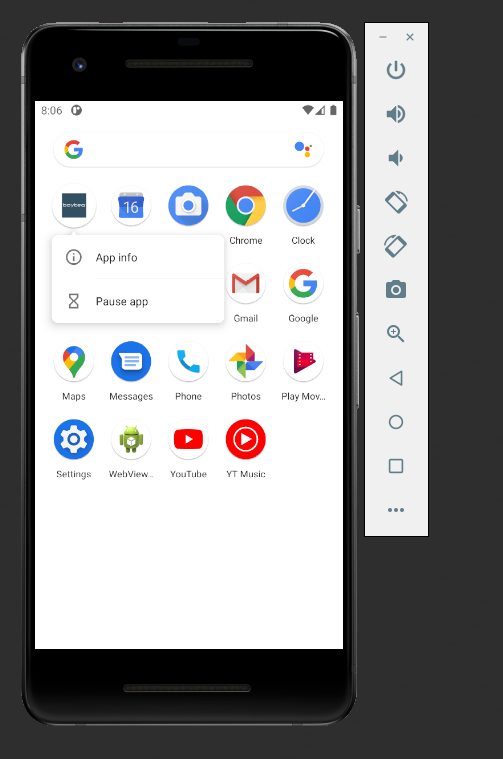 8:06
16
Chrome
Clock
App info
Pause app
Gmail
Google
Maps
Messages
Phone
Photos
Play Mov...
Settings
WebView...
YouTube
YT Music